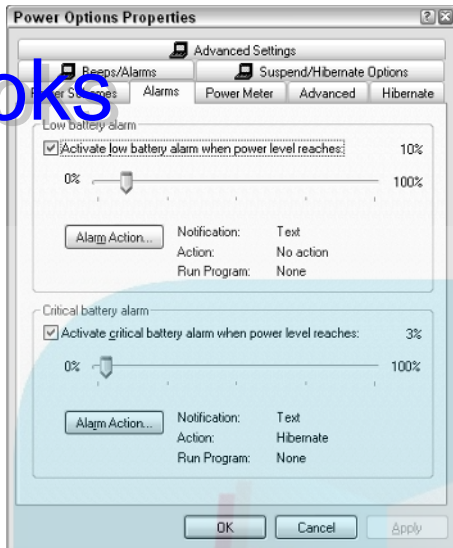 Power Options Properties
Advanced Settings
Beeps/Alarms Suspend/Hibernate Options
oks
Power Schemes Alarms Power Meter Advanced Hibernate
Low battery alarm
Activate low battery alarm when power level reaches: 10%
0% 100%
Alarm Action... Notification: Text
Action: No action
Run Program: None
Critical battery alarm
Activate critical battery alarm when power level reaches: 3%
0% 100%
Alarm Action... Notification: Text
Action: Hibernate
Run Program: None
OK Cancel Apply